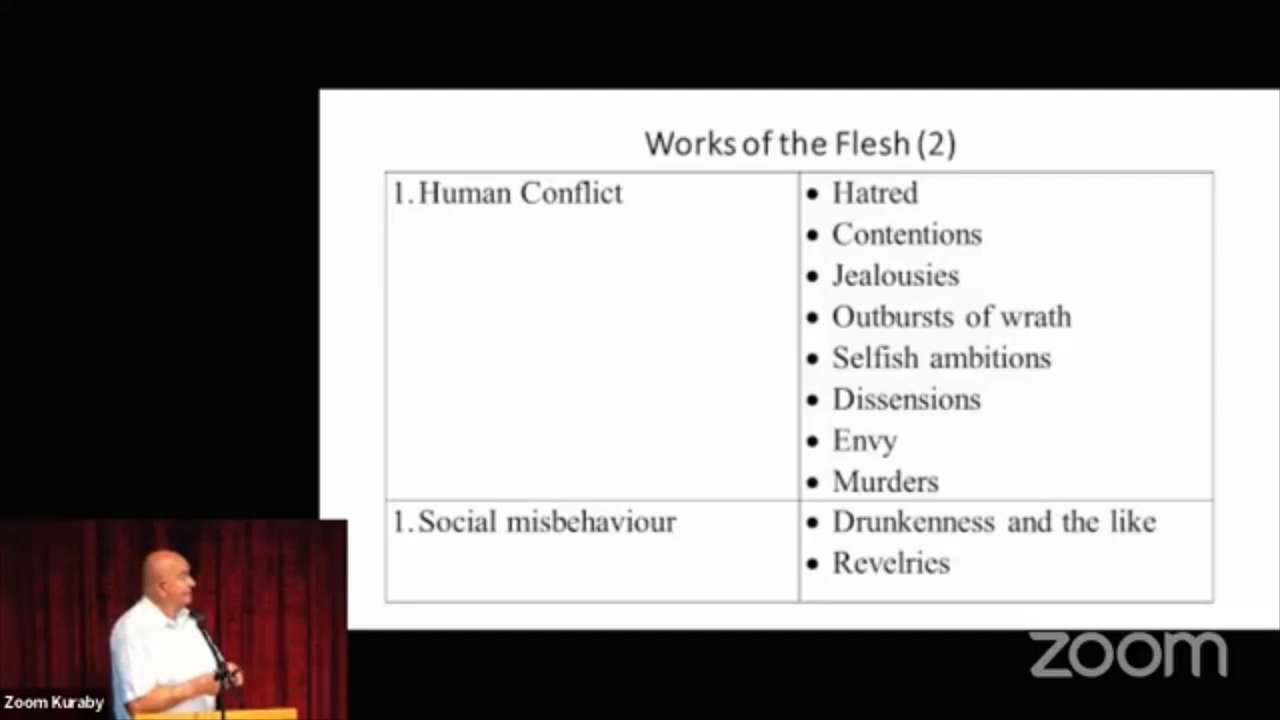 Works of the Flesh (2)
1. Human Conflict
• Hatred
• Contentions
• Jealousies
• Outbursts of wrath
• Selfish ambitions
• Dissensions
• Envy
• Murders
1. Social misbehaviour
• Drunkenness and the like
• Revelries
zoom
Zoom Kuraby